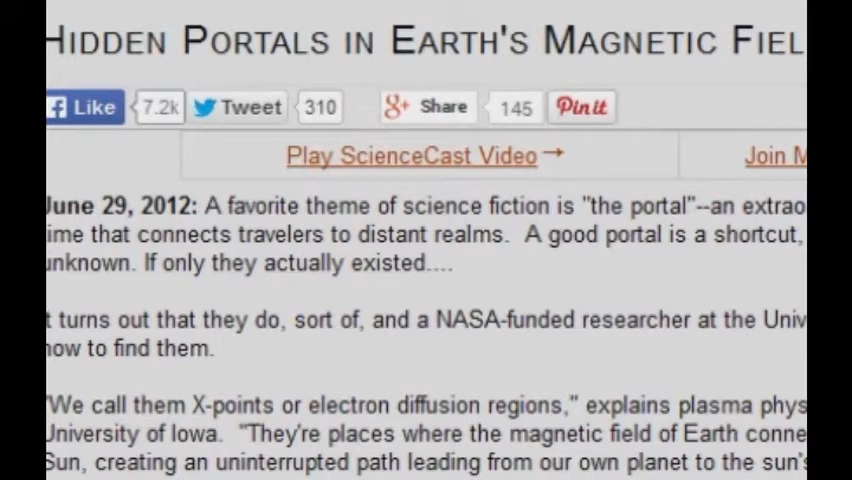 Hidden Portals in Earth's Magnetic Fiel
Like 7.2k Tweet 310 Share 145 Pin it
Play ScienceCast Video → Join M
June 29, 2012: A favorite theme of science fiction is "the portal"--an extrao
ime that connects travelers to distant realms. A good portal is a shortcut,
unknown. If only they actually existed....
t turns out that they do, sort of, and a NASA-funded researcher at the Univ
how to find them.
"We call them X-points or electron diffusion regions," explains plasma phys
University of Iowa. "They're places where the magnetic field of Earth conne
Sun, creating an uninterrupted path leading from our own planet to the sun's